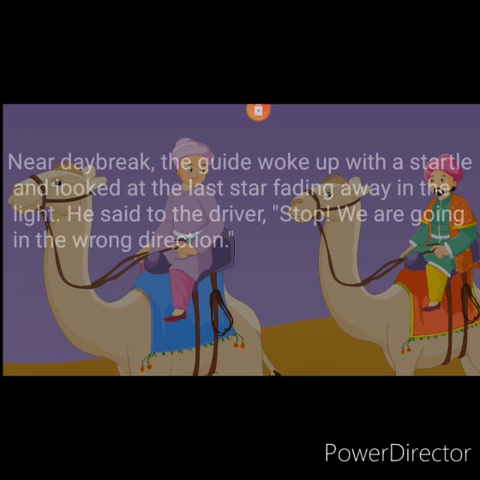 Near daybreak, the guide woke up with a startle
and looked at the last star fading away in the
light. He said to the driver, "Stop! We are going
in the wrong direction."
PowerDirector